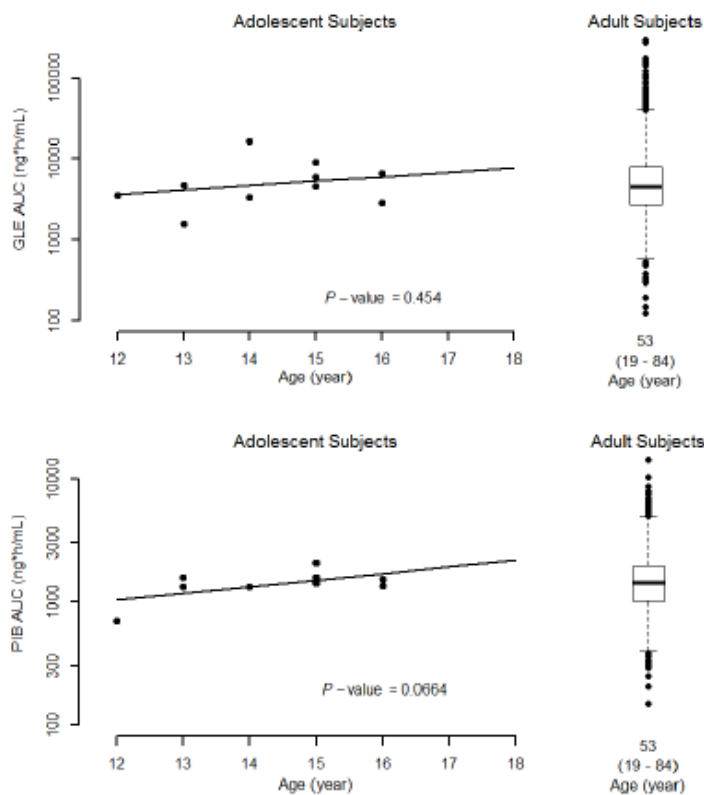 Adolescent Subjects
Adult Subjects
GLE AUC (ng*h/mL)
100000
10000
1000
100
P – value = 0.454
12 13 14 15 16 17 18
Age (year)
53
(19 - 84)
Age (year)
Adolescent Subjects
Adult Subjects
PIB AUC (ng*h/mL)
10000
3000
1000
300
100
P – value = 0.0664
12 13 14 15 16 17 18
Age (year)
53
(19 - 84)
Age (year)